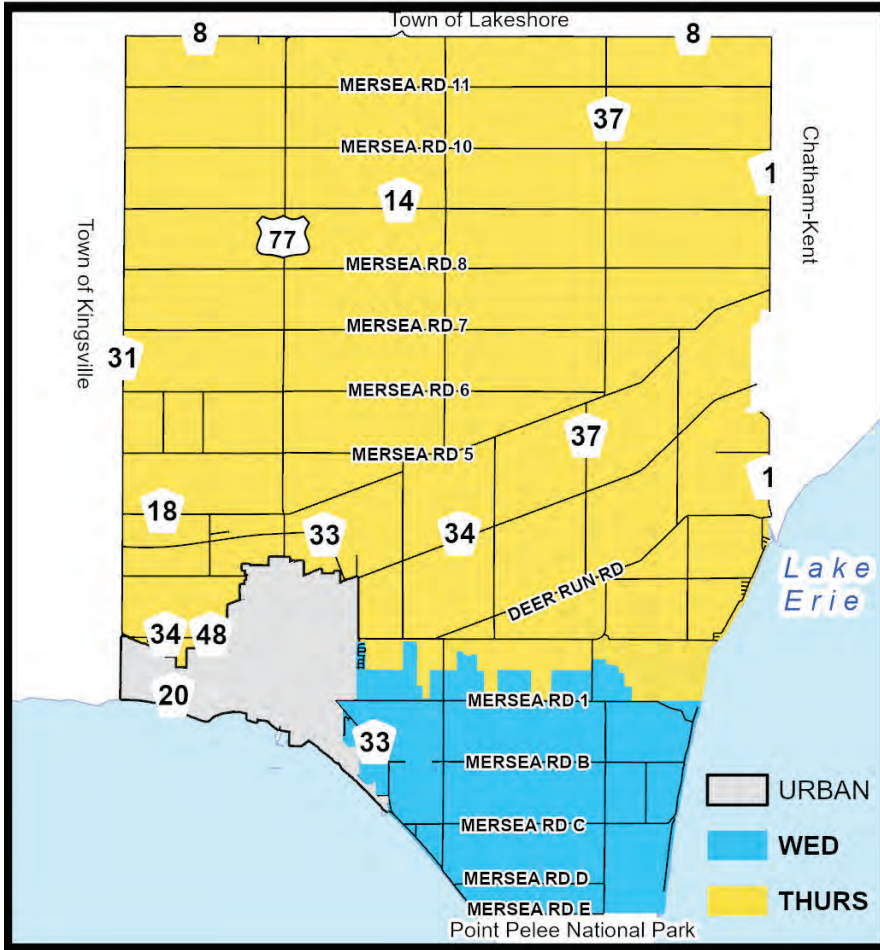 Town of Lakeshore
8
8
MERSEA RD 11
37
MERSEA RD 10
Chatham-Kent
1
14
Town of Kingsville
77
MERSEA RD 8
MERSEA RD 7
31
MERSEA RD 6
37
MERSEA RD 5
1
18
33
34
Lake
Erie
DEER RUN RD
34
48
20
MERSEA RD 1
33
MERSEA RD B
URBAN
MERSEA RD C
WED
MERSEA RD D
THURS
MERSEA RD E
Point Pelee National Park